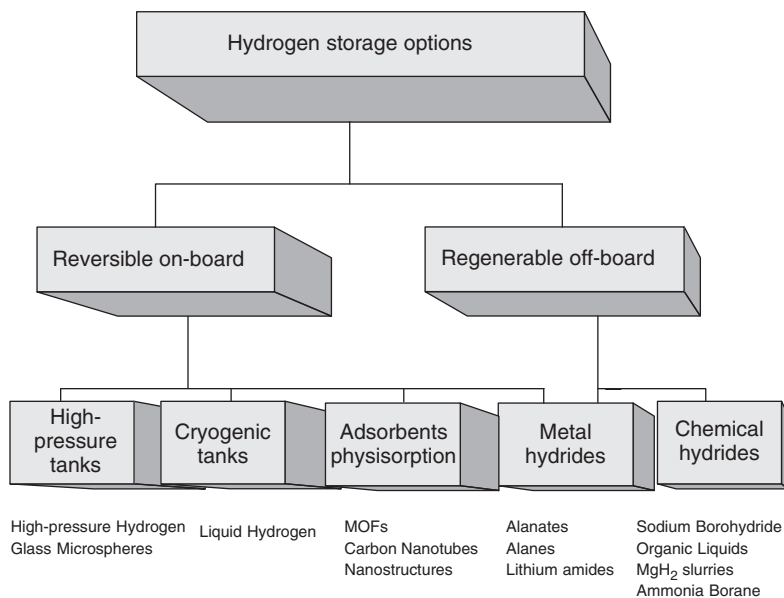 Hydrogen storage options
Reversible on-board
Regenerable off-board
High-
pressure
tanks
Cryogenic
tanks
Adsorbents
physisorption
Metal
hydrides
Chemical
hydrides
High-pressure Hydrogen
Glass Microspheres
Liquid Hydrogen
MOFs
Carbon Nanotubes
Nanostructures
Alanates
Alanes
Lithium amides
Sodium Borohydride
Organic Liquids
MgH₂ slurries
Ammonia Borane